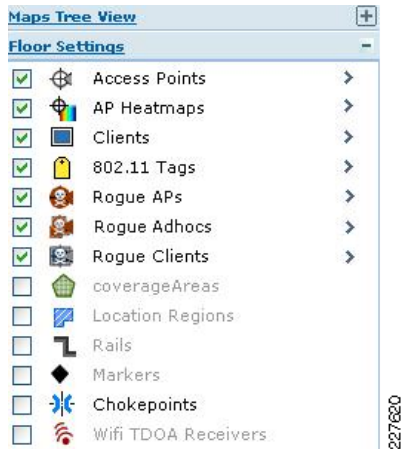 Maps Tree View
Floor Settings
Access Points
AP Heatmaps
Clients
802.11 Tags
Rogue APs
Rogue Adhocs
Rogue Clients
coverageAreas
Location Regions
Rails
Markers
Chokepoints
Wifi TDOA Receivers
227620